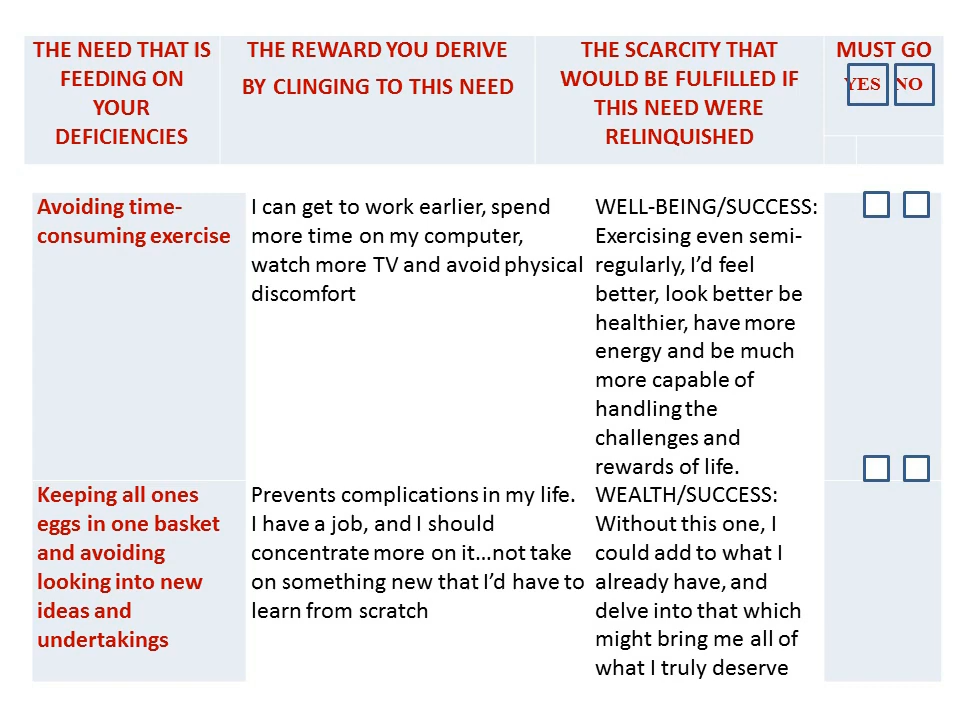 THE NEED THAT IS
FEEDING ON
YOUR
DEFICIENCIES
THE REWARD YOU DERIVE
BY CLINGING TO THIS NEED
THE SCARCITY THAT
WOULD BE FULFILLED IF
THIS NEED WERE
RELINQUISHED
MUST GO
YES NO
Avoiding time-
consuming exercise
I can get to work earlier, spend
more time on my computer,
watch more TV and avoid physical
discomfort
WELL-BEING/SUCCESS:
Exercising even semi-
regularly, I’d feel
better, look better be
healthier, have more
energy and be much
more capable of
handling the
challenges and
rewards of life.
Keeping all ones
eggs in one basket
and avoiding
looking into new
ideas and
undertakings
Prevents complications in my life.
I have a job, and I should
concentrate more on it…not take
on something new that I’d have to
learn from scratch
WEALTH/SUCCESS:
Without this one, I
could add to what I
already have, and
delve into that which
might bring me all of
what I truly deserve